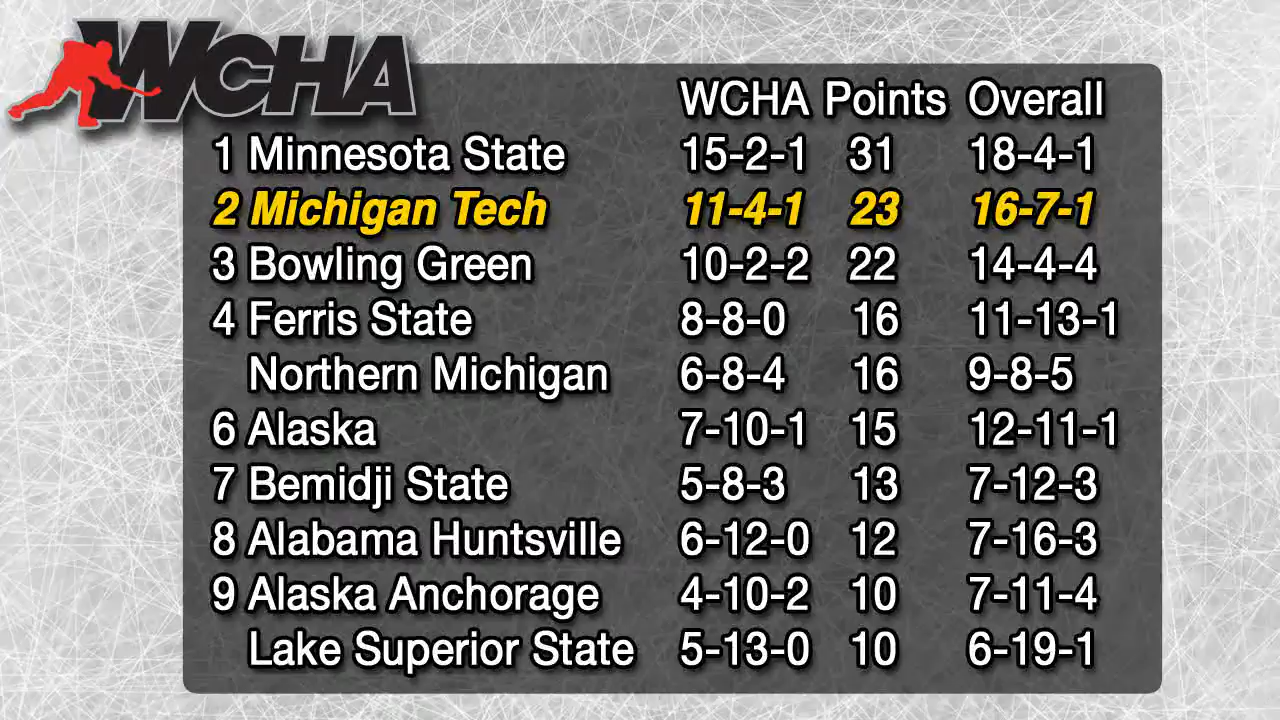 WCHA
WCHA Points Overall
1 Minnesota State 15-2-1 31 18-4-1
2 Michigan Tech 11-4-1 23 16-7-1
3 Bowling Green 10-2-2 22 14-4-4
4 Ferris State 8-8-0 16 11-13-1
Northern Michigan 6-8-4 16 9-8-5
6 Alaska 7-10-1 15 12-11-1
7 Bemidji State 5-8-3 13 7-12-3
8 Alabama Huntsville 6-12-0 12 7-16-3
9 Alaska Anchorage 4-10-2 10 7-11-4
Lake Superior State 5-13-0 10 6-19-1